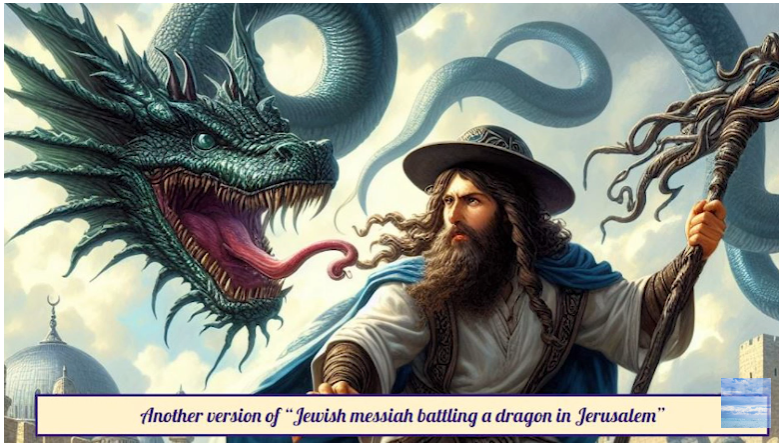 Another version of “Jewish messiah battling a dragon in Jerusalem”